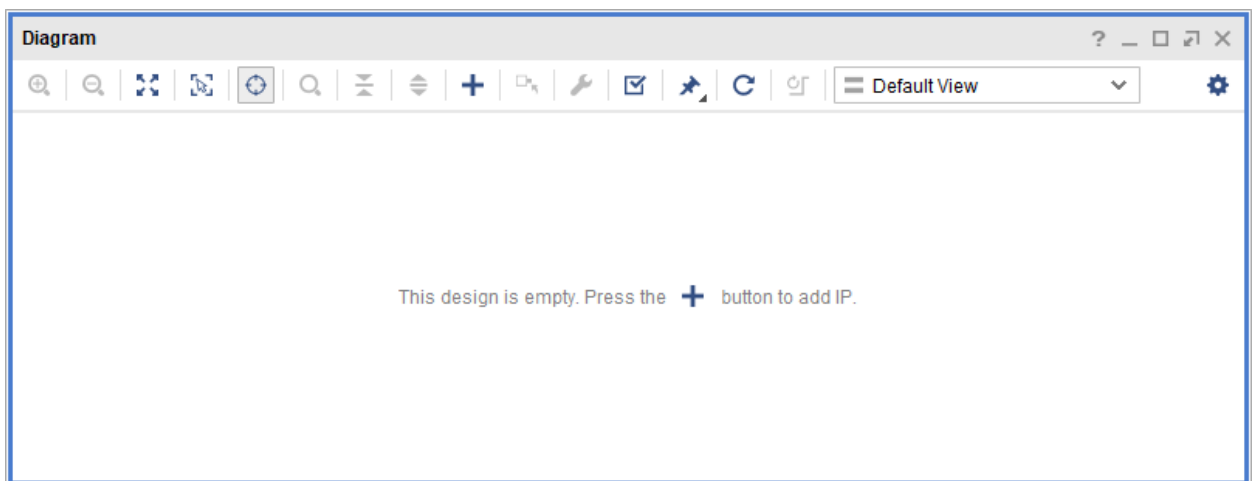 Diagram
Default View
This design is empty. Press the + button to add IP.